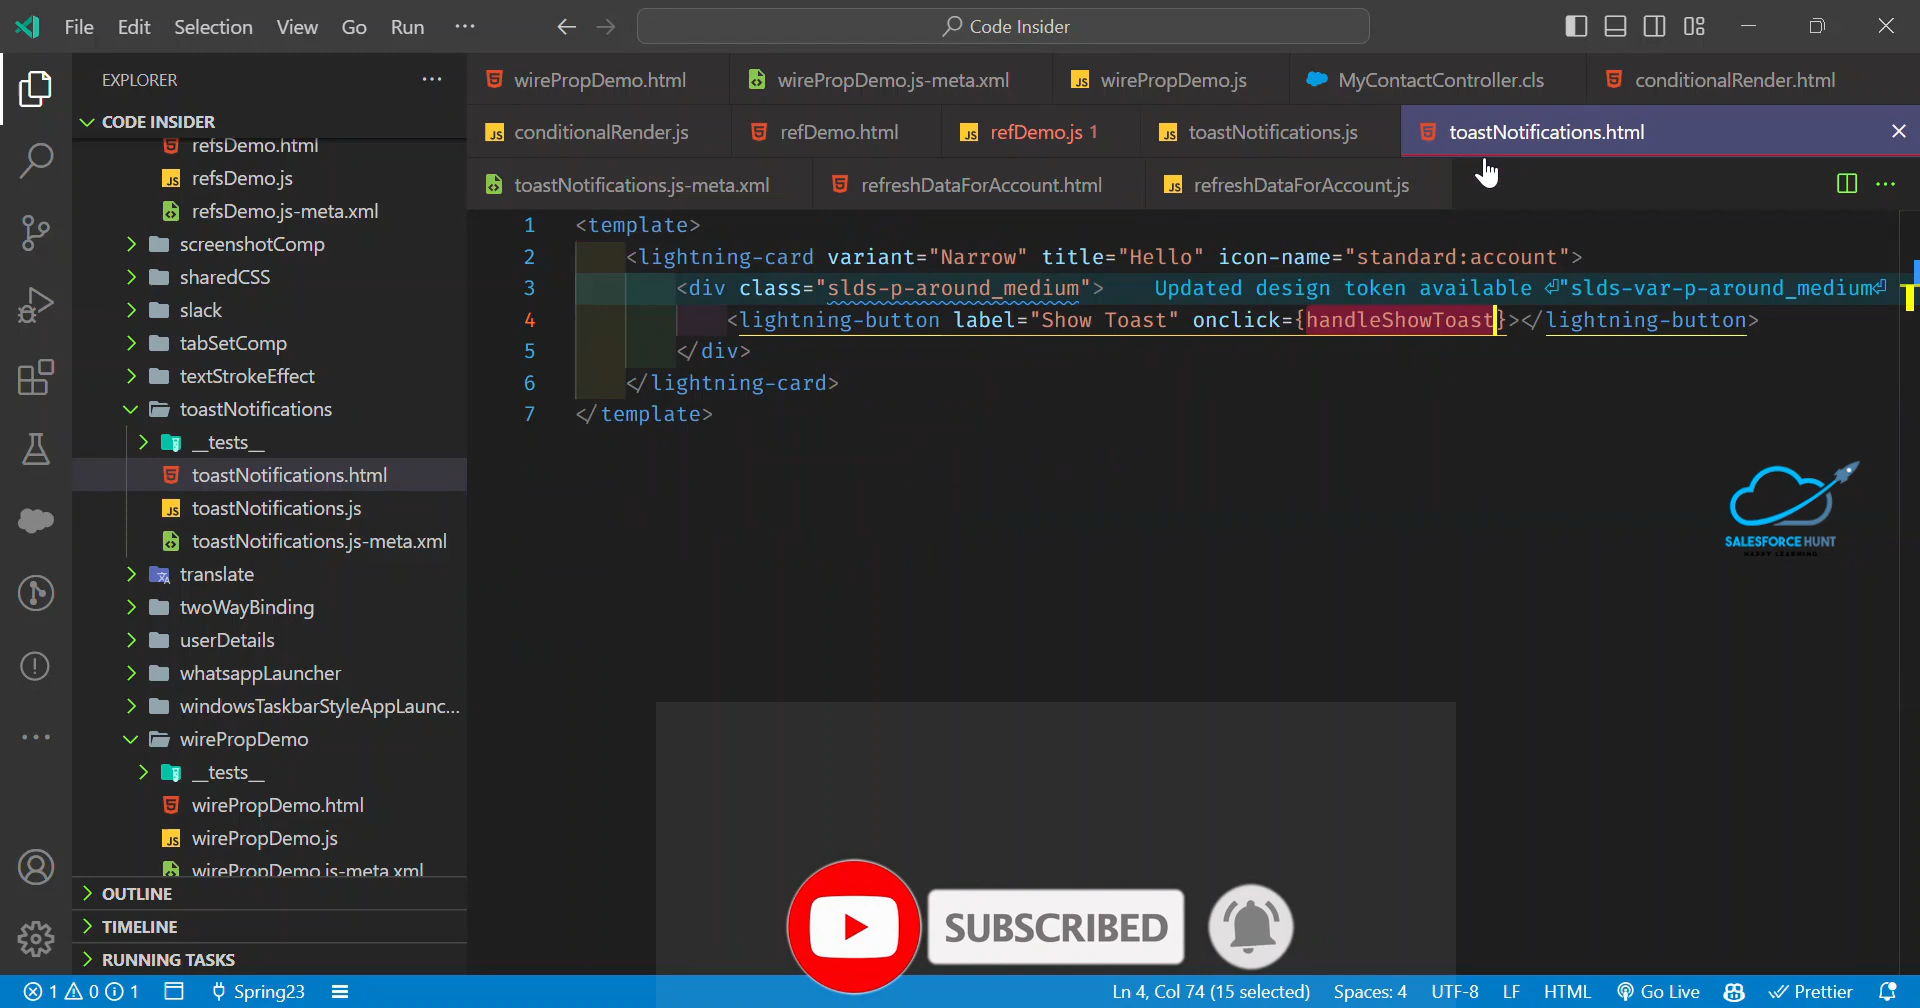 File Edit Selection View Go Run ··· Code Insider
EXPLORER ···
CODE INSIDER
refsDemo.html
refsDemo.js
refsDemo.js-meta.xml
screenshotComp
sharedCSS
slack
tabSetComp
textStrokeEffect
toastNotifications
__tests__
toastNotifications.html
toastNotifications.js
toastNotifications.js-meta.xml
translate
twoWayBinding
userDetails
whatsappLauncher
windowsTaskbarStyleAppLaunc...
wirePropDemo
__tests__
wirePropDemo.html
wirePropDemo.js
wirePropDemo.js-meta.xml
OUTLINE
TIMELINE
RUNNING TASKS
wirePropDemo.html wirePropDemo.js-meta.xml wirePropDemo.js MyContactController.cls conditionalRender.html
conditionalRender.js refDemo.html refDemo.js 1 toastNotifications.js toastNotifications.html
toastNotifications.js-meta.xml refreshDataForAccount.html refreshDataForAccount.js
1 <template>
2 <lightning-card variant="Narrow" title="Hello" icon-name="standard:account">
3 <div class="slds-p-around_medium"> Updated design token available ⏎"slds-var-p-around_medium⏎
4 <lightning-button label="Show Toast" onclick={handleShowToast}></lightning-button>
5 </div>
6 </lightning-card>
7 </template>
SALESFORCE HUNT
HAPPY LEARNING
SUBSCRIBED
1 0 1 Spring23 Ln 4, Col 74 (15 selected) Spaces: 4 UTF-8 LF HTML Go Live Prettier